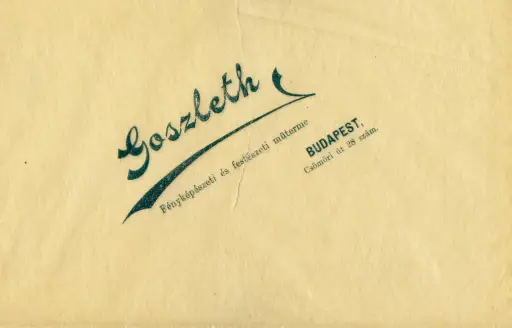 Goszleth
Fényképészeti és festészeti műterme
BUDAPEST,
Csömöri út 28 szám.